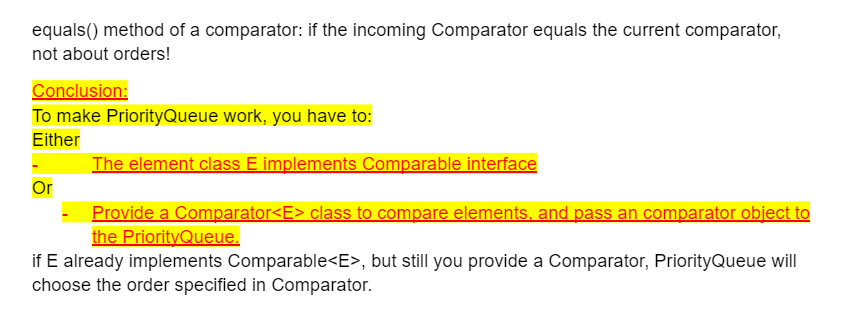 equals() method of a comparator: if the incoming Comparator equals the current comparator,
not about orders!
Conclusion:
To make PriorityQueue work, you have to:
Either
- The element class E implements Comparable interface
Or
- Provide a Comparator<E> class to compare elements, and pass an comparator object to
the PriorityQueue.
if E already implements Comparable<E>, but still you provide a Comparator, PriorityQueue will
choose the order specified in Comparator.